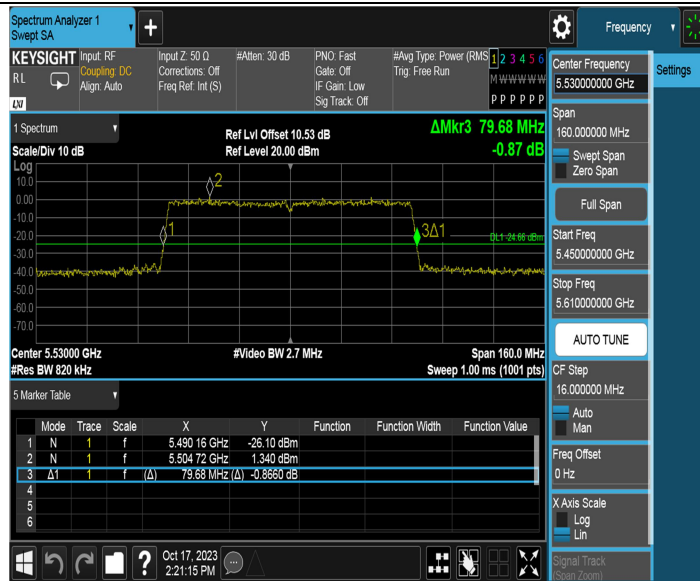 Spectrum Analyzer 1
Swept SA
+
Frequency
Settings
KEYSIGHT
RL
LXI
Input: RF
Coupling: DC
Align: Auto
Input Z: 50 Ω
Corrections: Off
Freq Ref: Int (S)
#Atten: 30 dB
PNO: Fast
Gate: Off
IF Gain: Low
Sig Track: Off
#Avg Type: Power (RMS
Trig: Free Run
1 2 3 4 5 6
M W W W W W
P P P P P P
1 Spectrum
Scale/Div 10 dB
Ref Lvl Offset 10.53 dB
Ref Level 20.00 dBm
ΔMkr3 79.68 MHz
-0.87 dB
Log
10.0
0.00
-10.0
-20.0
-30.0
-40.0
-50.0
-60.0
-70.0
2
1
3Δ1
DL1 -24.66 dBm
Center 5.53000 GHz
#Res BW 820 kHz
#Video BW 2.7 MHz
Span 160.0 MHz
Sweep 1.00 ms (1001 pts)
5 Marker Table
Mode Trace Scale X Y Function Function Width Function Value
1 N 1 f 5.490 16 GHz -26.10 dBm
2 N 1 f 5.504 72 GHz 1.340 dBm
3 Δ1 1 f (Δ) 79.68 MHz (Δ) -0.8660 dB
4
5
6
?
Oct 17, 2023
2:21:15 PM
Center Frequency
5.530000000 GHz
Span
160.000000 MHz
Swept Span
Zero Span
Full Span
Start Freq
5.450000000 GHz
Stop Freq
5.610000000 GHz
AUTO TUNE
CF Step
16.000000 MHz
Auto
Man
Freq Offset
0 Hz
X Axis Scale
Log
Lin
Signal Track
(Span Zoom)